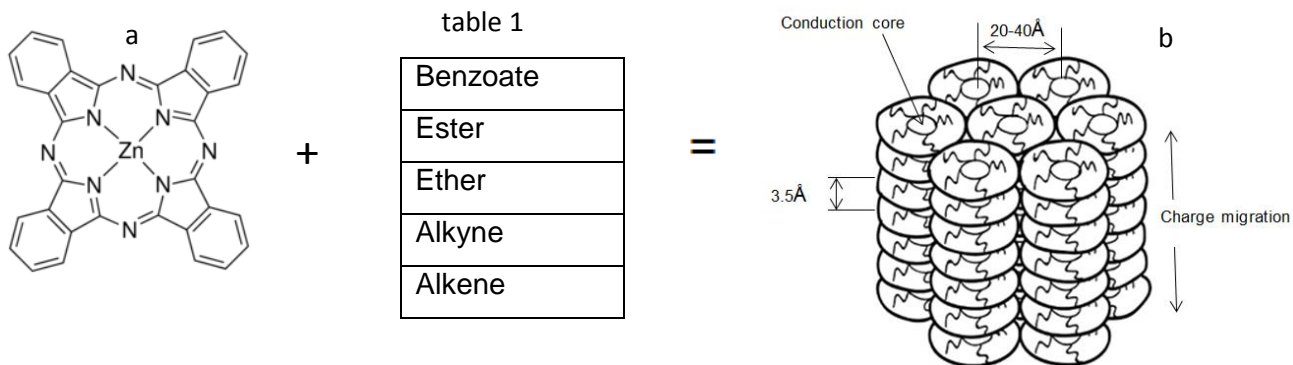 a
N
N
N
N
Zn
N
N
N
N
+
table 1
Benzoate
Ester
Ether
Alkyne
Alkene
=
Conduction core
20-40Å
b
3.5Å
Charge migration